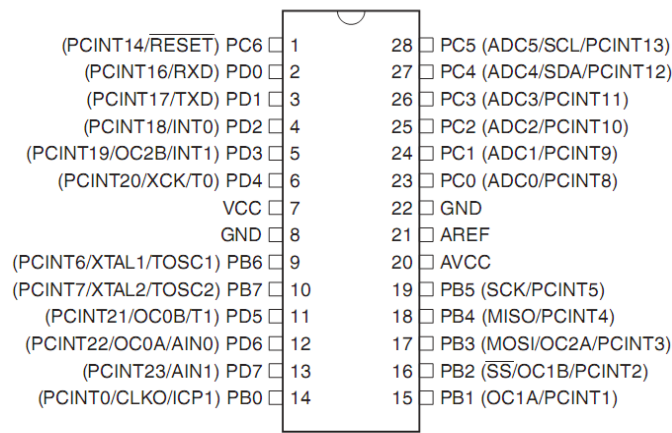 (PCINT14/RESET) PC6 1 28 PC5 (ADC5/SCL/PCINT13)
(PCINT16/RXD) PD0 2 27 PC4 (ADC4/SDA/PCINT12)
(PCINT17/TXD) PD1 3 26 PC3 (ADC3/PCINT11)
(PCINT18/INT0) PD2 4 25 PC2 (ADC2/PCINT10)
(PCINT19/OC2B/INT1) PD3 5 24 PC1 (ADC1/PCINT9)
(PCINT20/XCK/T0) PD4 6 23 PC0 (ADC0/PCINT8)
VCC 7 22 GND
GND 8 21 AREF
(PCINT6/XTAL1/TOSC1) PB6 9 20 AVCC
(PCINT7/XTAL2/TOSC2) PB7 10 19 PB5 (SCK/PCINT5)
(PCINT21/OC0B/T1) PD5 11 18 PB4 (MISO/PCINT4)
(PCINT22/OC0A/AIN0) PD6 12 17 PB3 (MOSI/OC2A/PCINT3)
(PCINT23/AIN1) PD7 13 16 PB2 (SS/OC1B/PCINT2)
(PCINT0/CLKO/ICP1) PB0 14 15 PB1 (OC1A/PCINT1)